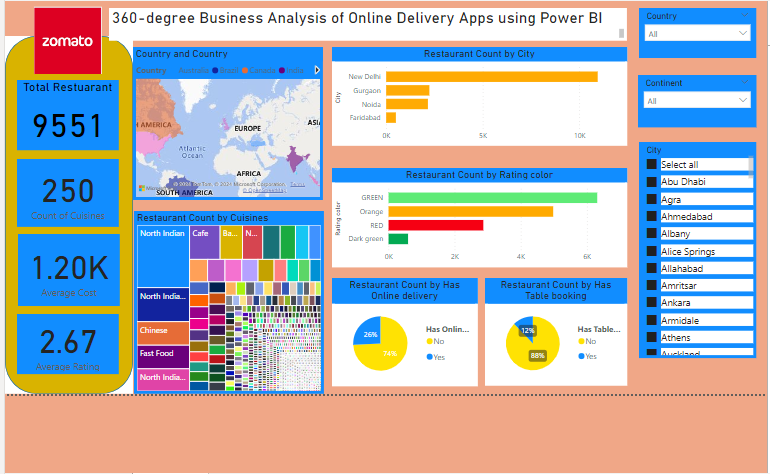 360-degree Business Analysis of Online Delivery Apps using Power BI
zomato
Total Restuarant
9551
250
Count of Cuisines
1.20K
Average Cost
2.67
Average Rating
Country and Country
Country Australia Brazil Canada India
AMERICA
EUROPE
ASI
Atlantic
Ocean
AFRICA
SOUTH AMERICA
© 2024 Microsoft Corporation Terms
© OpenStreetMap
Restaurant Count by Cuisines
North Indian
Cafe
Ba...
N...
North India...
Chinese
Fast Food
North India...
Restaurant Count by City
City
New Delhi
Gurgaon
Noida
Faridabad
0K 5K 10K
Restaurant Count by Rating color
Rating color
GREEN
Orange
RED
Dark green
0K 2K 4K 6K
Restaurant Count by Has
Online delivery
26%
74%
Has Onlin...
No
Yes
Restaurant Count by Has
Table booking
12%
88%
Has Table...
No
Yes
Country
All
Continent
All
City
Select all
Abu Dhabi
Agra
Ahmedabad
Albany
Alice Springs
Allahabad
Amritsar
Ankara
Armidale
Athens
Auckland